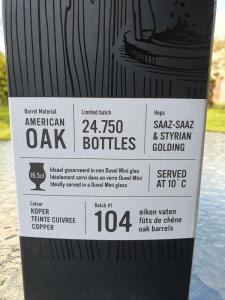 Barrel Material
AMERICAN
OAK
Limited batch
24.750
BOTTLES
Hops
SAAZ-SAAZ
& STYRIAN
GOLDING
16,5cl
Ideaal geserveerd in een Duvel Mini glas
Idéalement servi dans un verre Duvel Mini
Ideally served in a Duvel Mini glass
SERVED
AT 10°C
Colour
KOPER
TEINTE CUIVREE
COPPER
Batch #1
104
eiken vaten
fûts de chêne
oak barrels